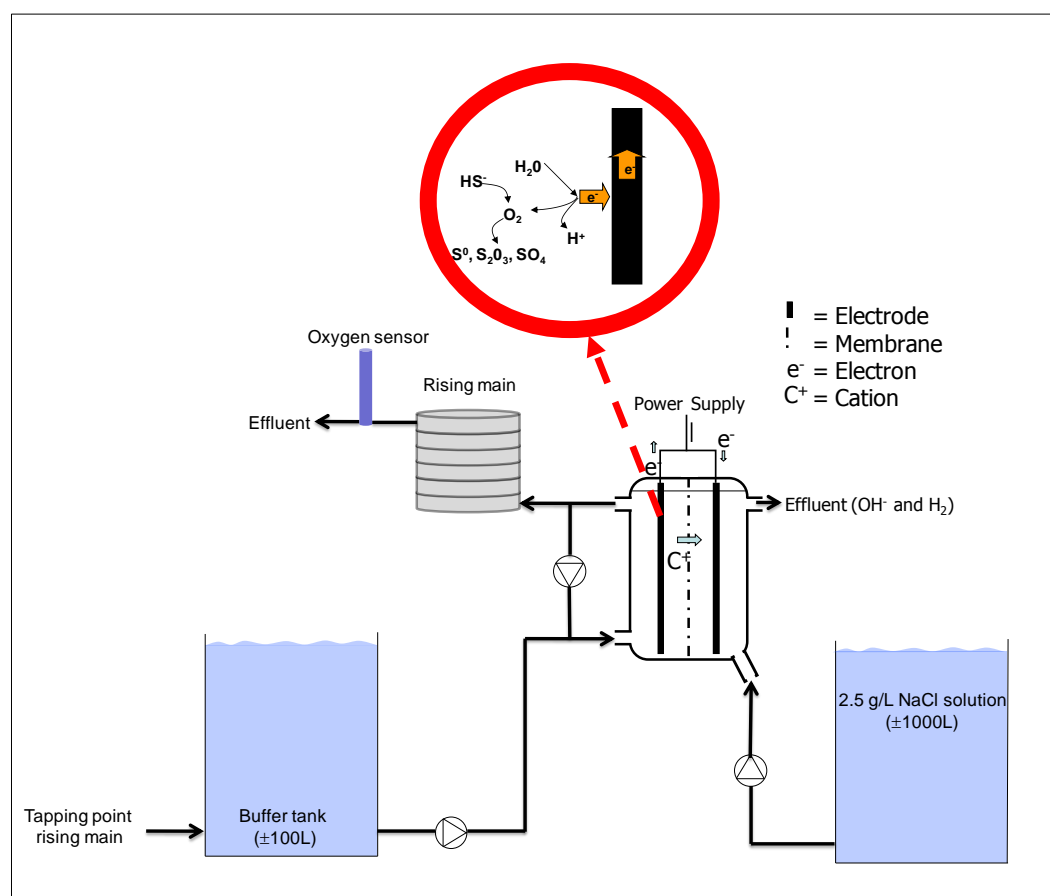 H₂0
HS⁻
e⁻
e⁻
O₂
H⁺
S⁰, S₂0₃, SO₄
= Electrode
= Membrane
e⁻ = Electron
C⁺ = Cation
Oxygen sensor
Rising main
Effluent
Power Supply
e⁻
e⁻
Effluent (OH⁻ and H₂)
C⁺
2.5 g/L NaCl solution
(±1000L)
Tapping point
rising main
Buffer tank
(±100L)